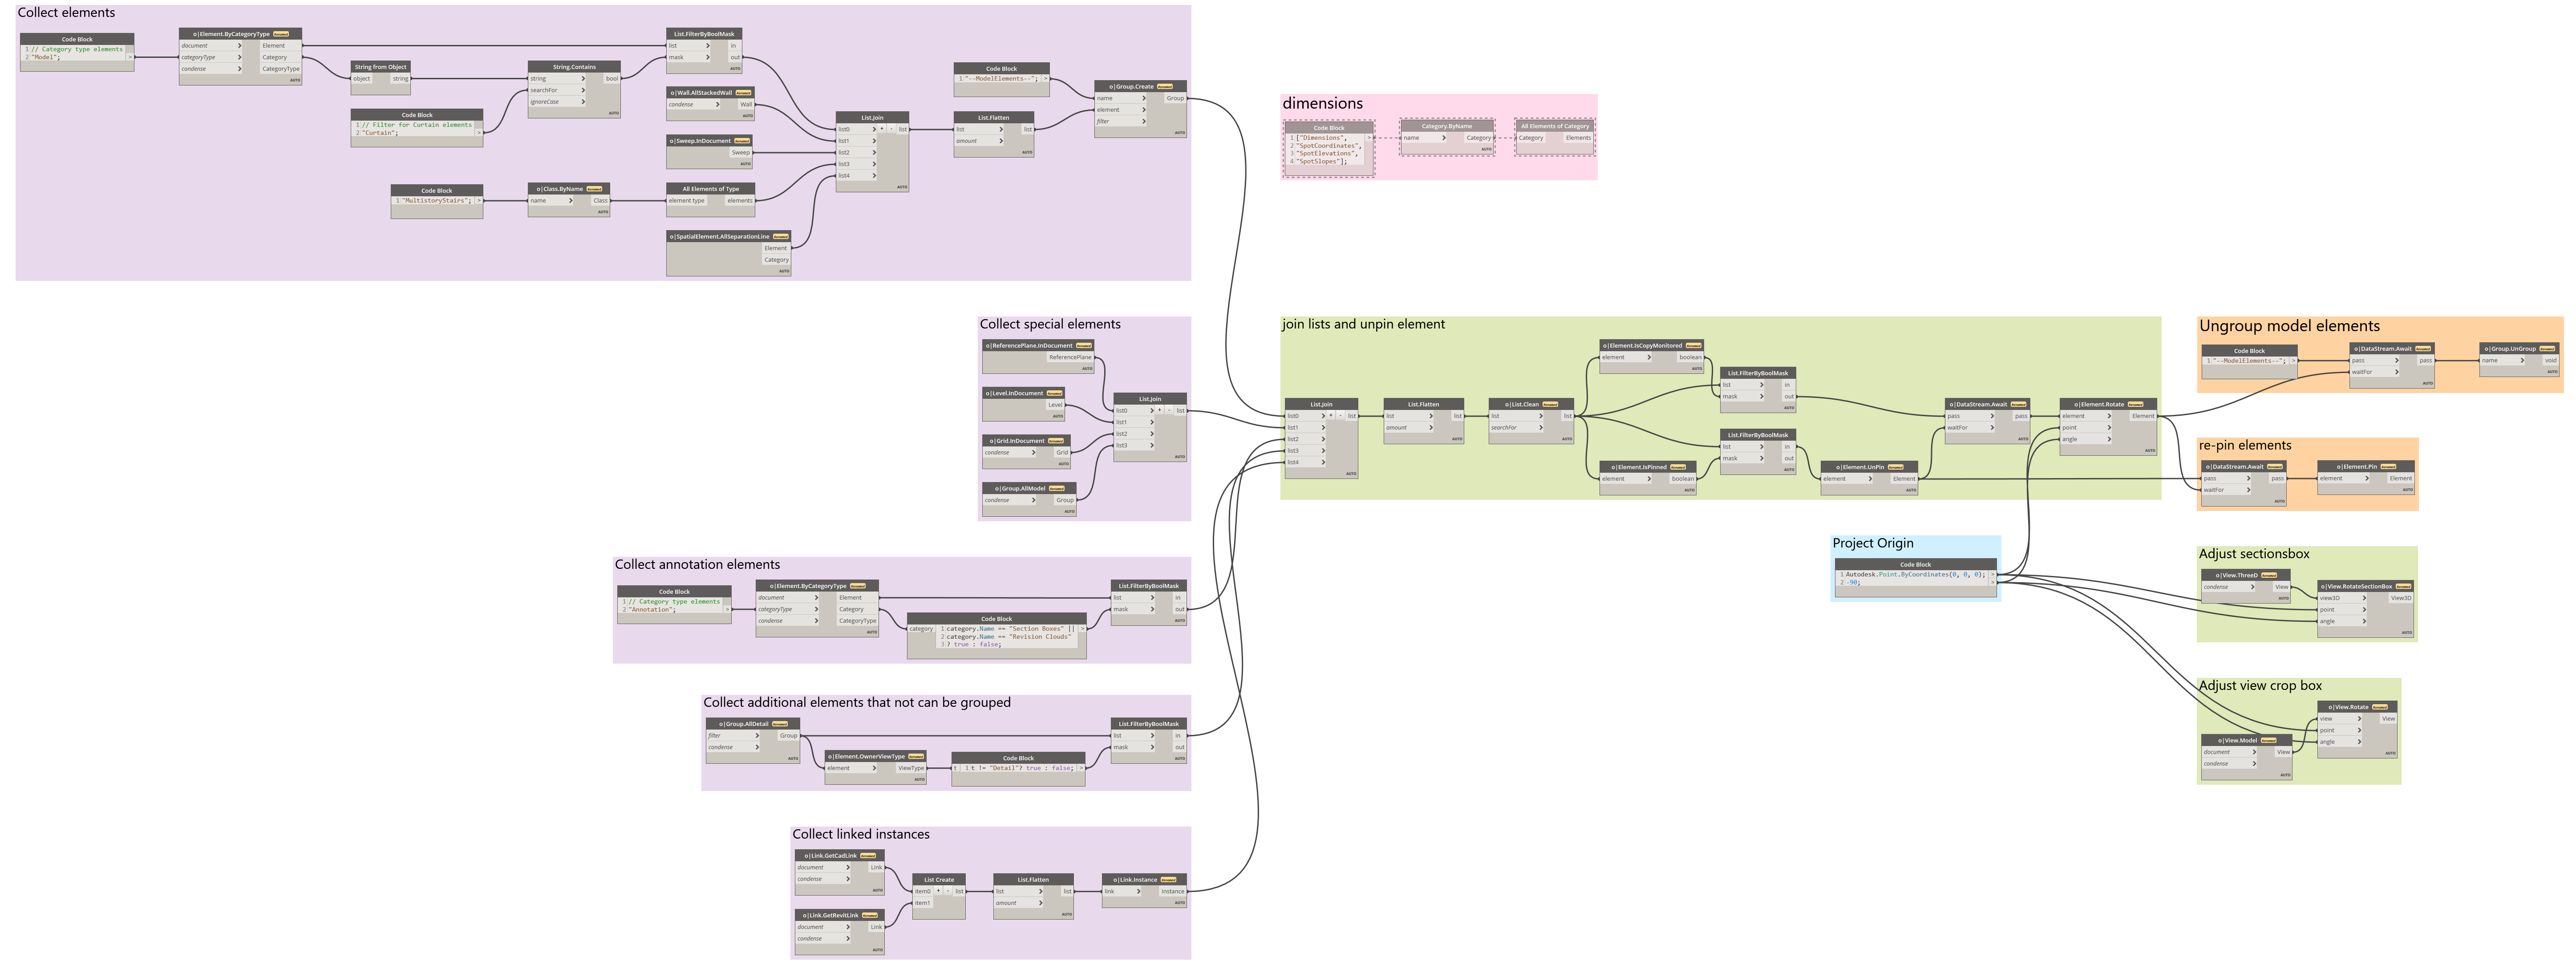 Collect elements
Code Block
1 // Category type elements
2 "Model";
>
o|Element.ByCategoryType
document > Element
categoryType > Category
condense > CategoryType
AUTO
String from Object
object string
AUTO
Code Block
1 // Filter for Curtain elements
2 "Curtain";
>
String.Contains
string > bool
searchFor >
ignoreCase >
AUTO
List.FilterByBoolMask
list > in
mask > out
AUTO
o|Wall.AllStackedWall
condense > Wall
AUTO
o|Sweep.InDocument
Sweep
AUTO
Code Block
1 "MultistoryStairs"; >
o|Class.ByName
name > Class
AUTO
All Elements of Type
element type elements
AUTO
o|SpatialElement.AllSeparationLine
Element
Category
AUTO
List.Join
list0 > + - list
list1 >
list2 >
list3 >
list4 >
AUTO
List.Flatten
list > list
amount >
AUTO
Code Block
1 "--ModelElements--"; >
o|Group.Create
name > Group
element >
filter >
AUTO
dimensions
Code Block
1 ["Dimensions", >
2 "SpotCoordinates",
3 "SpotElevations",
4 "SpotSlopes"];
Category.ByName
name > Category
AUTO
All Elements of Category
Category Elements
AUTO
Collect special elements
o|ReferencePlane.InDocument
ReferencePlane
AUTO
o|Level.InDocument
Level
AUTO
o|Grid.InDocument
condense > Grid
AUTO
o|Group.AllModel
condense > Group
AUTO
List.Join
list0 > + - list
list1 >
list2 >
list3 >
AUTO
join lists and unpin element
List.Join
list0 > + - list
list1 >
list2 >
list3 >
list4 >
AUTO
List.Flatten
list > list
amount >
AUTO
o|List.Clean
list > list
searchFor >
AUTO
o|Element.IsCopyMonitored
element > boolean
AUTO
List.FilterByBoolMask
list > in
mask > out
AUTO
List.FilterByBoolMask
list > in
mask > out
AUTO
o|Element.IsPinned
element > boolean
AUTO
o|Element.UnPin
element > Element
AUTO
o|DataStream.Await
pass > pass
waitFor >
AUTO
o|Element.Rotate
element > Element
point >
angle >
AUTO
Ungroup model elements
Code Block
1 "--ModelElements--"; >
o|DataStream.Await
pass > pass
waitFor >
AUTO
o|Group.UnGroup
name > void
AUTO
re-pin elements
o|DataStream.Await
pass > pass
waitFor >
AUTO
o|Element.Pin
element > Element
AUTO
Project Origin
Code Block
1 Autodesk.Point.ByCoordinates(0, 0, 0); >
2 -90; >
Adjust sectionsbox
o|View.ThreeD
condense > View
AUTO
o|View.RotateSectionBox
view3D > View3D
point >
angle >
AUTO
Adjust view crop box
o|View.Rotate
view > View
point >
angle >
AUTO
o|View.Model
document > View
condense >
AUTO
Collect annotation elements
Code Block
1 // Category type elements
2 "Annotation"; >
o|Element.ByCategoryType
document > Element
categoryType > Category
condense > CategoryType
AUTO
Code Block
category 1 category.Name == "Section Boxes" || >
2 category.Name == "Revision Clouds"
3 ? true : false;
List.FilterByBoolMask
list > in
mask > out
AUTO
Collect additional elements that not can be grouped
o|Group.AllDetail
filter > Group
condense >
AUTO
o|Element.OwnerViewType
element > ViewType
AUTO
Code Block
t 1 t != "Detail"? true : false; >
List.FilterByBoolMask
list > in
mask > out
AUTO
Collect linked instances
o|Link.GetCadLink
document > Link
condense >
AUTO
o|Link.GetRevitLink
document > Link
condense >
AUTO
List Create
item0 + - list
item1
AUTO
List.Flatten
list > list
amount >
AUTO
o|Link.Instance
link > Instance
AUTO